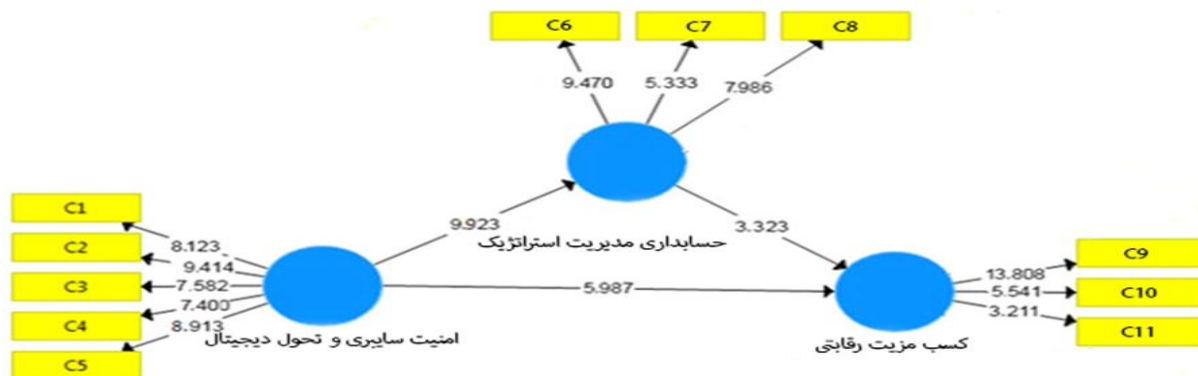 C6
C7
C8
9.470
5.333
7.986
C1
C2
C3
C4
C5
8.123
9.414
7.582
7.400
8.913
9.923
3.323
حسابداری مدیریت استراتژیک
5.987
امنیت سایبری و تحول دیجیتال
کسب مزیت رقابتی
13.808
5.541
3.211
C9
C10
C11